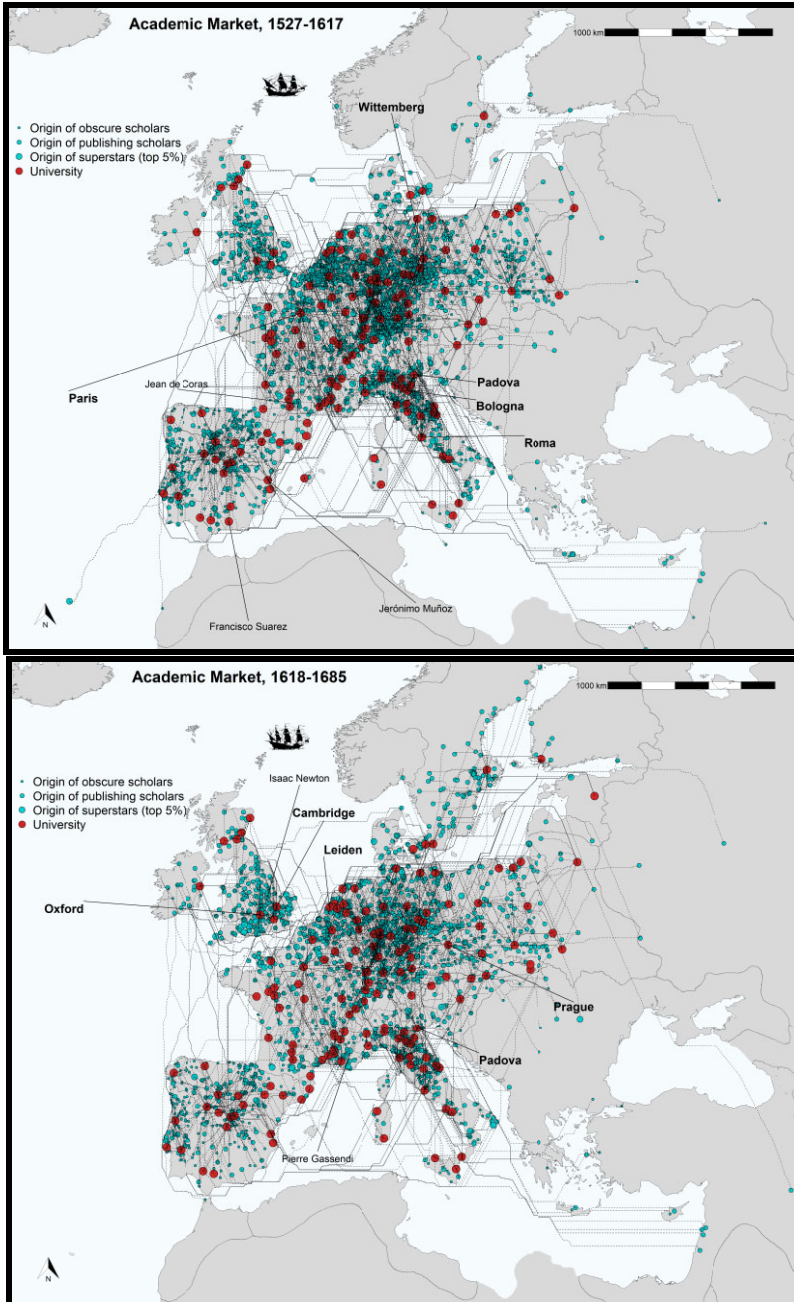 Academic Market, 1527-1617
1000 km
Wittemberg
Origin of obscure scholars
Origin of publishing scholars
Origin of superstars (top 5%)
University
Paris
Jean de Coras
Padova
Bologna
Roma
Jerónimo Muñoz
Francisco Suarez
N
Academic Market, 1618-1685
1000 km
Isaac Newton
Origin of obscure scholars
Origin of publishing scholars
Origin of superstars (top 5%)
University
Cambridge
Leiden
Oxford
Prague
Padova
Pierre Gassendi
N